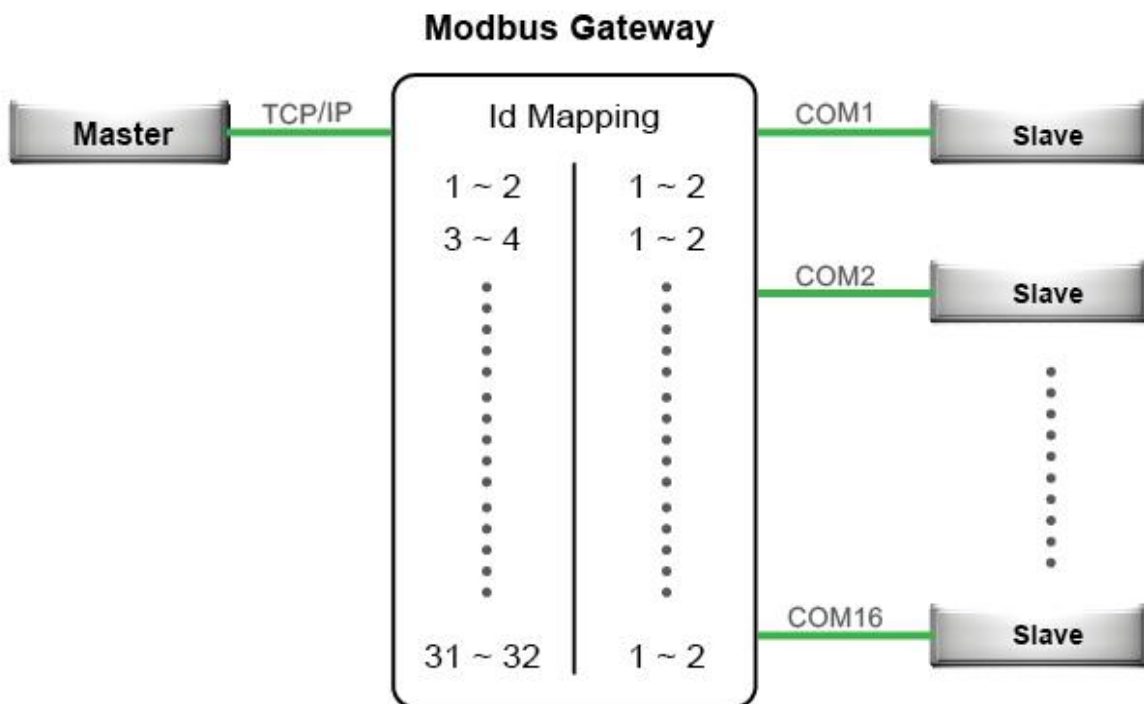 Modbus Gateway
Master
TCP/IP
Id Mapping
1 ~ 2
1 ~ 2
3 ~ 4
1 ~ 2
31 ~ 32
1 ~ 2
COM1
Slave
COM2
Slave
COM16
Slave